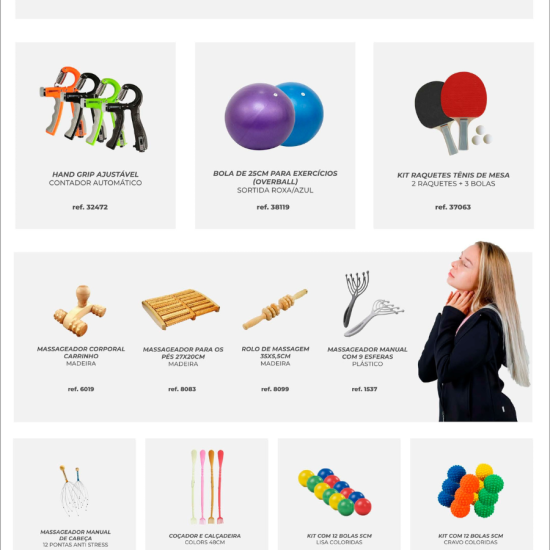 HAND GRIP AJUSTÁVEL
CONTADOR AUTOMÁTICO
ref. 32472
BOLA DE 25CM PARA EXERCÍCIOS
(OVERBALL)
SORTIDA ROXA/AZUL
ref. 38119
KIT RAQUETES TÊNIS DE MESA
2 RAQUETES + 3 BOLAS
ref. 37063
MASSAGEADOR CORPORAL
CARRINHO
MADEIRA
ref. 6019
MASSAGEADOR PARA OS
PÉS 27X20CM
MADEIRA
ref. 8083
ROLO DE MASSAGEM
35X5,5CM
MADEIRA
ref. 8099
MASSAGEADOR MANUAL
COM 9 ESFERAS
PLÁSTICO
ref. 1537
MASSAGEADOR MANUAL
DE CABEÇA
12 PONTAS ANTI STRESS
COÇADOR E CALÇADEIRA
COLORS 48CM
KIT COM 12 BOLAS 5CM
LISA COLORIDAS
KIT COM 12 BOLAS 5CM
CRAVO COLORIDAS